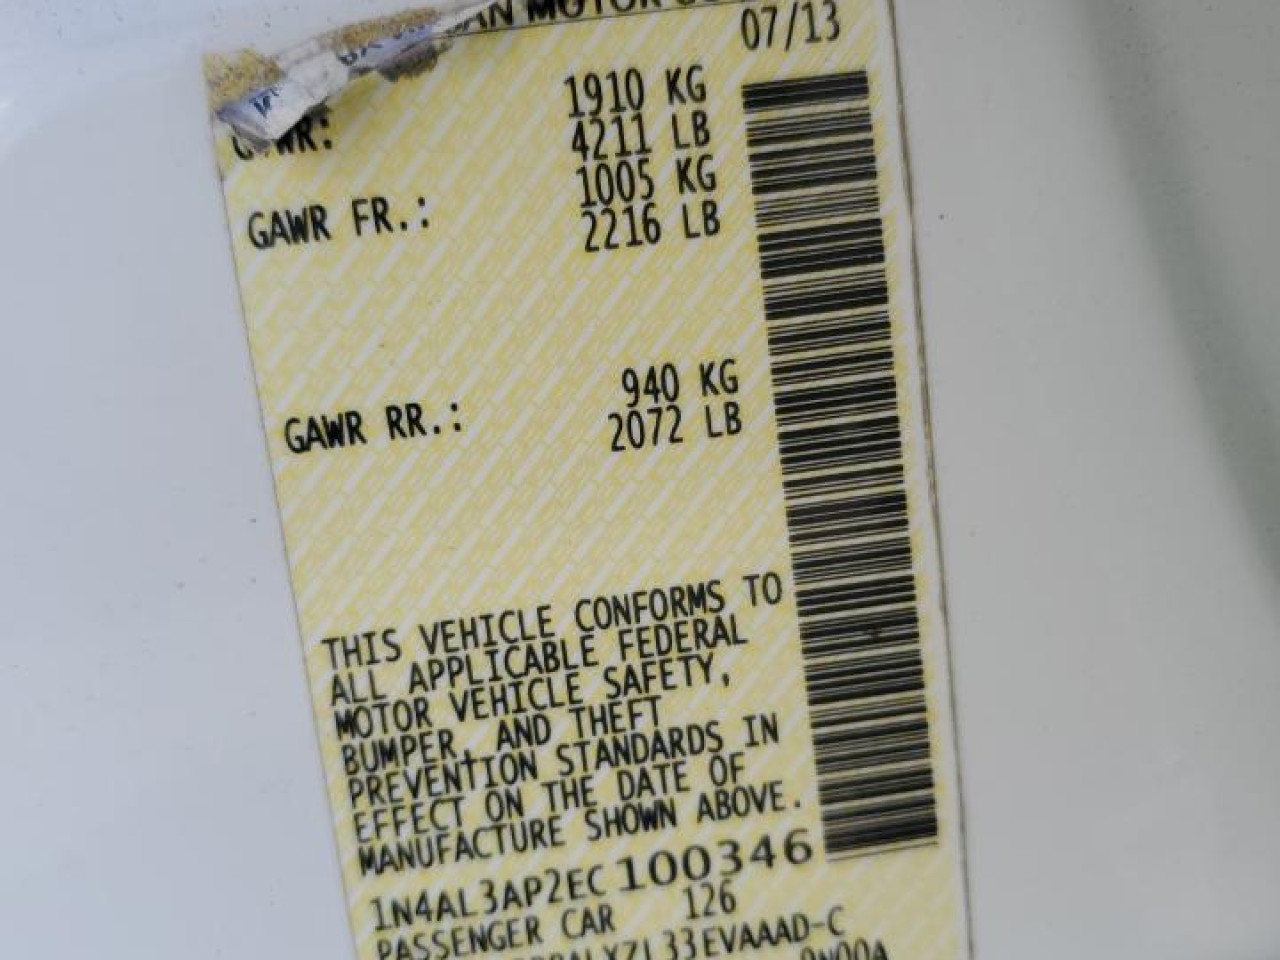 MOTOR
07/13
1910 KG
4211 LB
GAWR FR.: 1005 KG
2216 LB
GAWR RR.: 940 KG
2072 LB
THIS VEHICLE CONFORMS TO
ALL APPLICABLE FEDERAL
MOTOR VEHICLE SAFETY,
BUMPER, AND THEFT
PREVENTION STANDARDS IN
EFFECT ON THE DATE OF
MANUFACTURE SHOWN ABOVE.
1N4AL3AP2EC100346
PASSENGER CAR 126